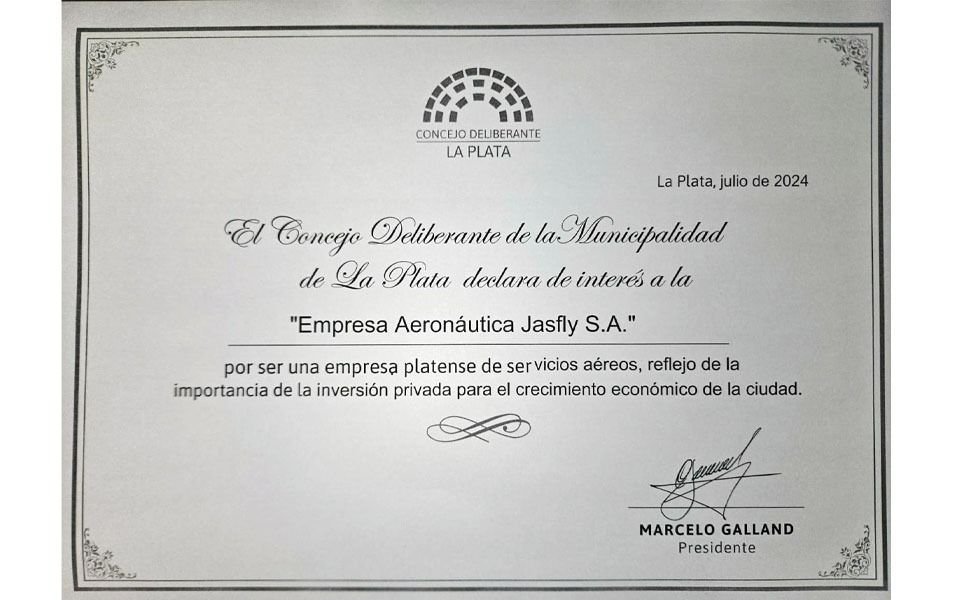 CONCEJO DELIBERANTE
LA PLATA
La Plata, julio de 2024
El Concejo Deliberante de la Municipalidad
de La Plata declara de interés a la
"Empresa Aeronáutica Jasfly S.A."
por ser una empresa platense de servicios aéreos, reflejo de la
importancia de la inversión privada para el crecimiento económico de la ciudad.
MARCELO GALLAND
Presidente